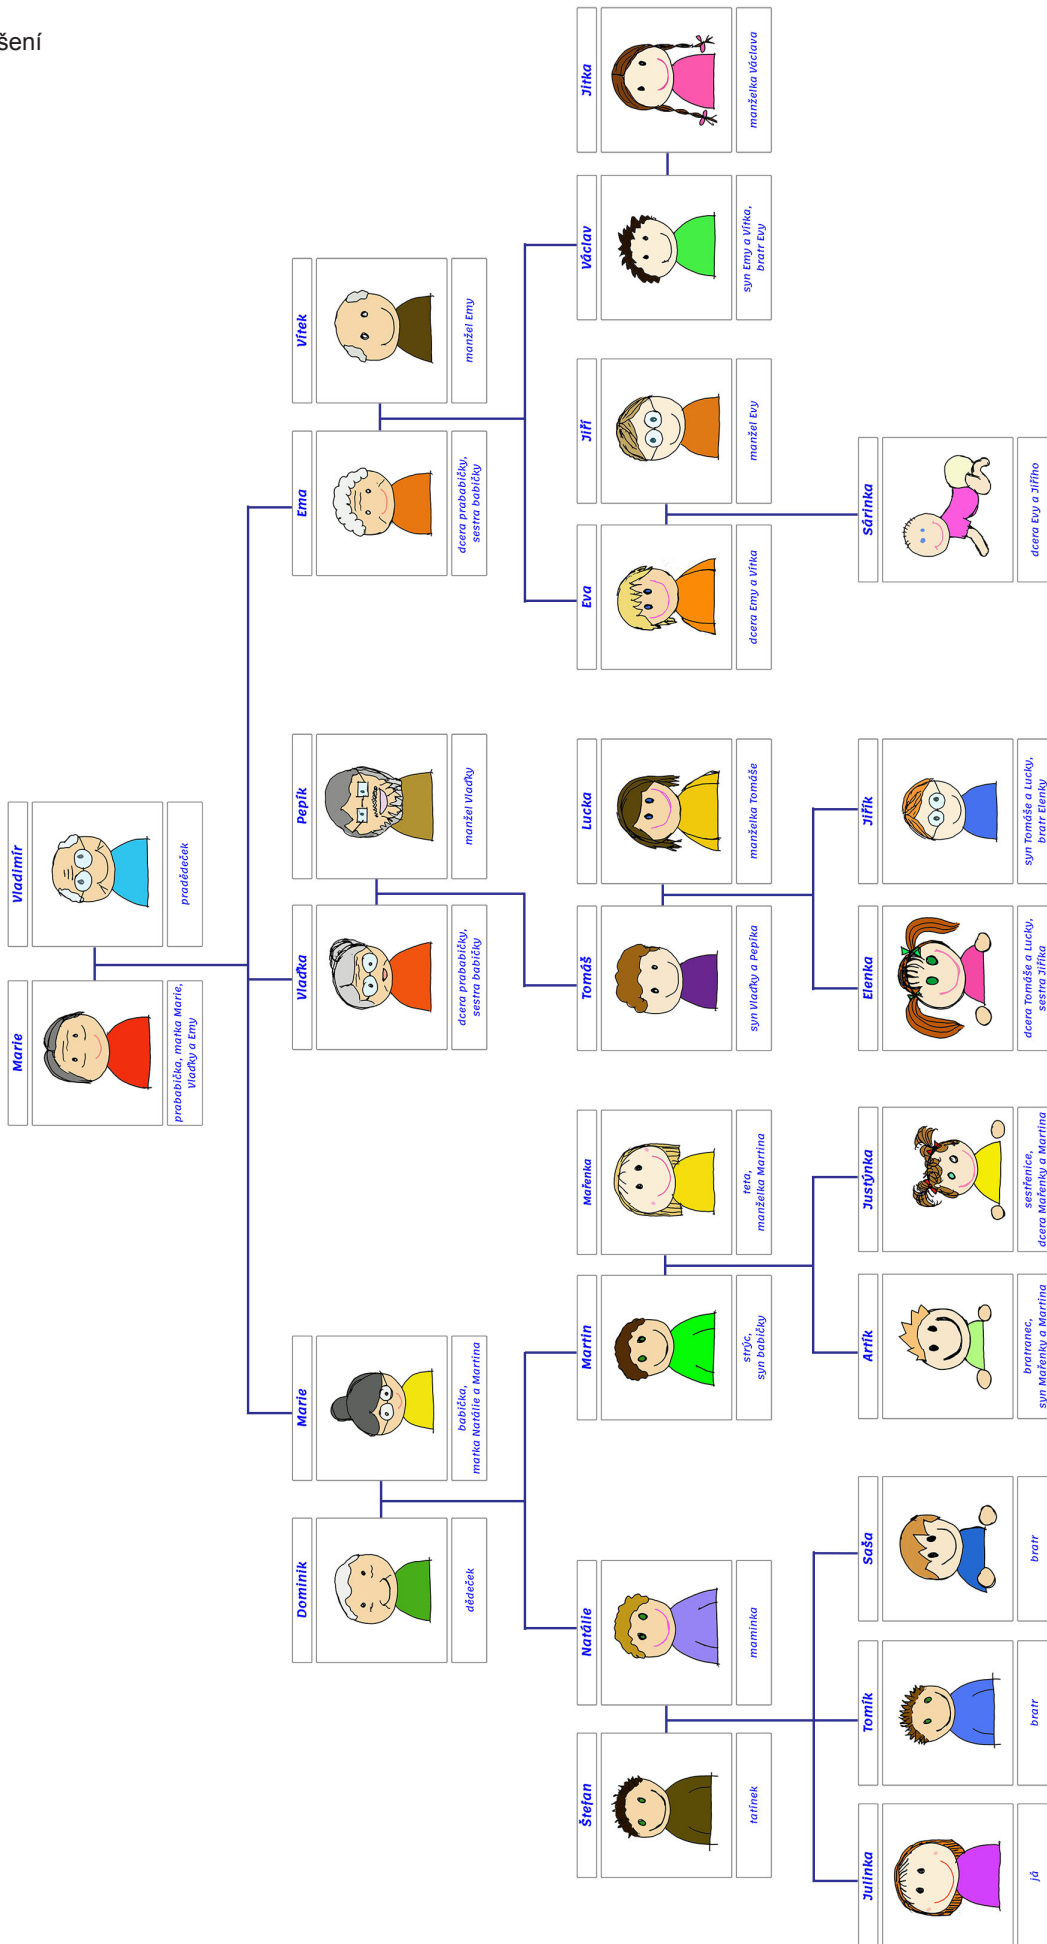 šení
Marie
prababička, matka Marie,
Vlaďky a Emy
Vladimír
pradědeček
Dominik
dědeček
Marie
babička,
matka Natálie a Martina
Vlaďka
dcera prababičky,
sestra babičky
Pepík
manžel Vlaďky
Ema
dcera prababičky,
sestra babičky
Vítek
manžel Emy
Štefan
tatínek
Natálie
maminka
Martin
strýc,
syn babičky
Mařenka
teta,
manželka Martina
Tomáš
syn Vlaďky a Pepíka
Lucka
manželka Tomáše
Eva
dcera Emy a Vítka
Jiří
manžel Evy
Václav
syn Emy a Vítka,
bratr Evy
Jitka
manželka Václava
Julinka
já
Tomík
bratr
Saša
bratr
Artík
bratranec,
syn Mařenky a Martina
Justýnka
sestřenice,
dcera Mařenky a Martina
Elenka
dcera Tomáše a Lucky,
sestra Jiříka
Jiřík
syn Tomáše a Lucky,
bratr Elenky
Sárinka
dcera Evy a Jiřího